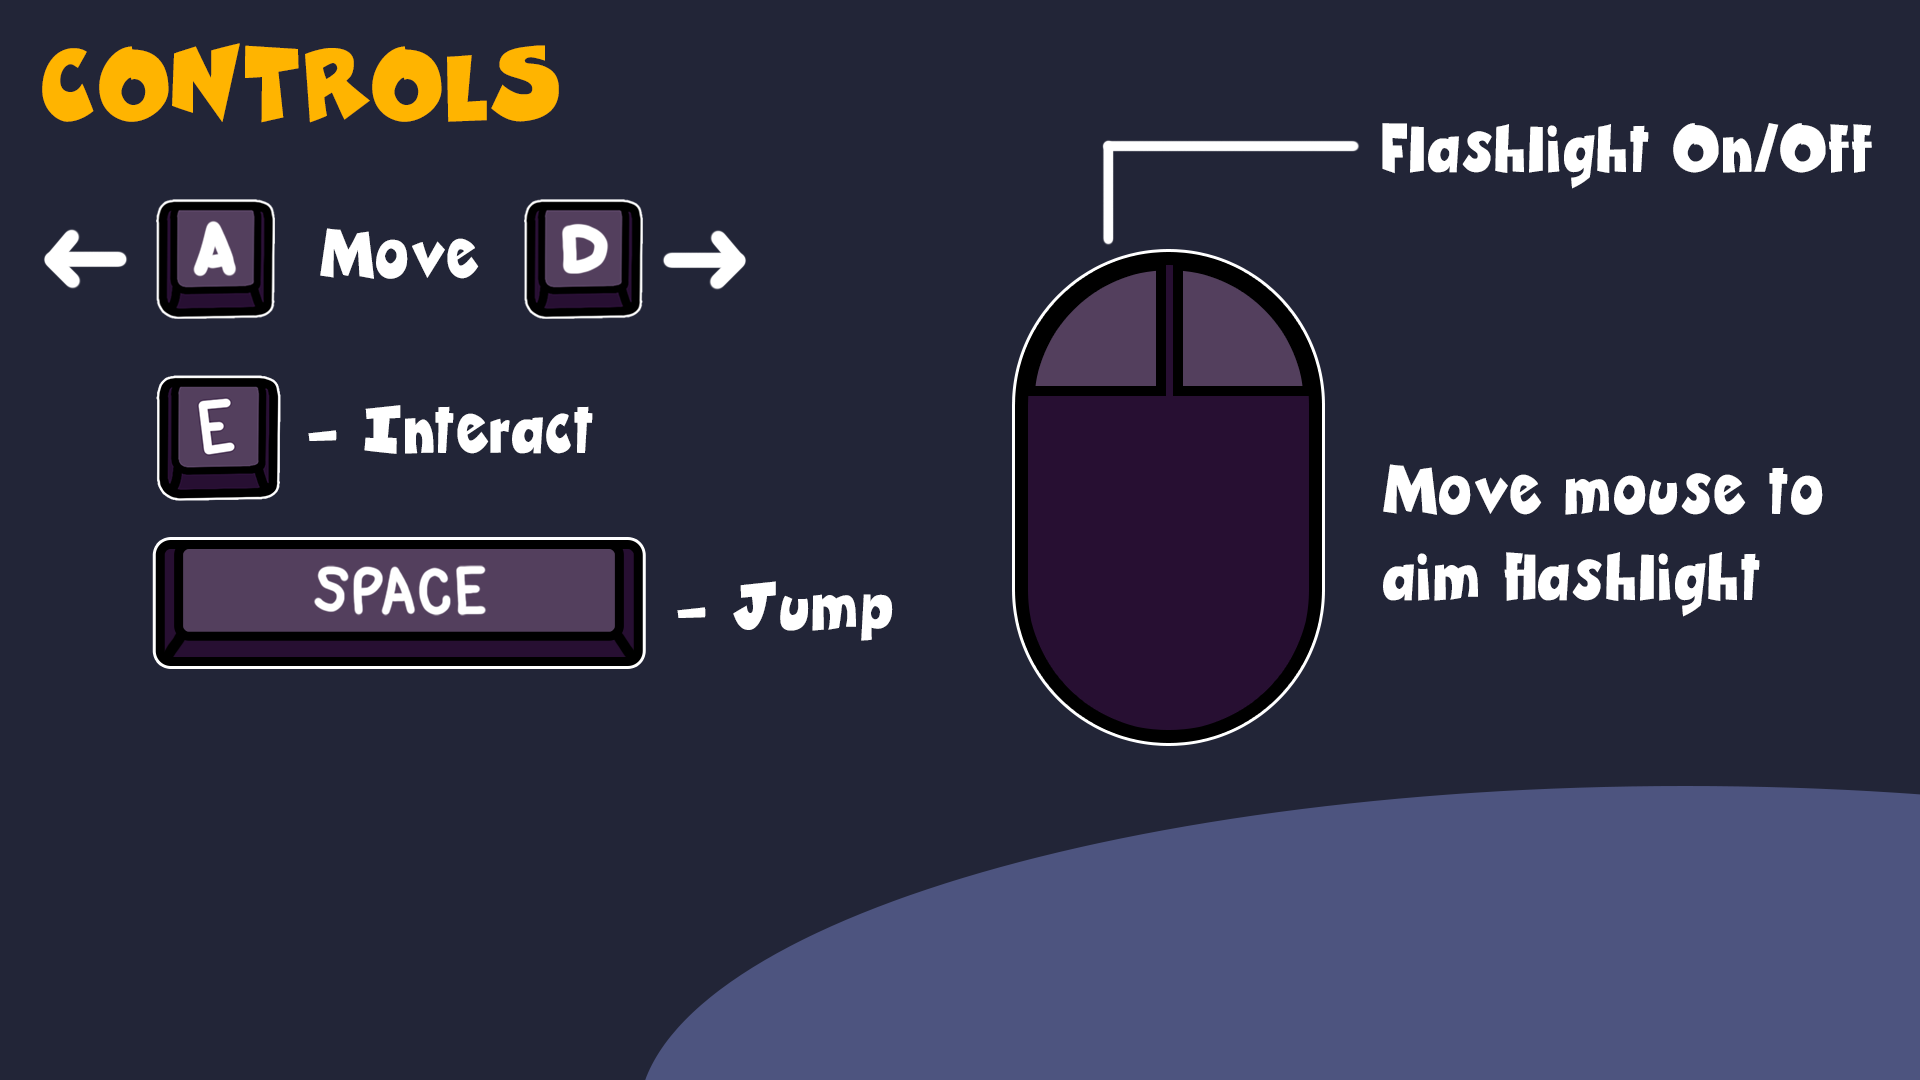 CONTROLS
A Move D
E - Interact
SPACE - Jump
Flashlight On/Off
Move mouse to
aim flashlight